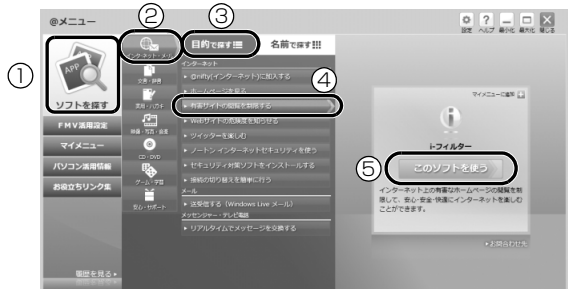 @メニュー
設定 ヘルプ 最小化 最大化 閉じる
① ② ③ ④ ⑤
ソフトを探す
FMV活用設定
マイメニュー
パソコン活用情報
お役立ちリンク集
履歴を見る
インターネット・メール
文書・辞書
実用・ハガキ
映像・写真・音楽
CD・DVD
ゲーム・学習
安心・サポート
目的で探す!!!
名前で探す!!!
インターネット
@nifty(インターネット)に加入する
ホームページを見る
有害サイトの閲覧を制限する
Webサイトの危険度を知らせる
ツイッターを楽しむ
ノートン インターネットセキュリティを使う
セキュリティ対策ソフトをインストールする
接続の切り替えを簡単に行う
メール
送受信する（Windows Live メール）
メッセンジャー・テレビ電話
リアルタイムでメッセージを交換する
マイメニューに追加
i-フィルター
このソフトを使う
インターネット上の有害なホームページの閲覧を制
限して、安心・安全・快適にインターネットを楽しむ
ことができます。
お問合わせ先